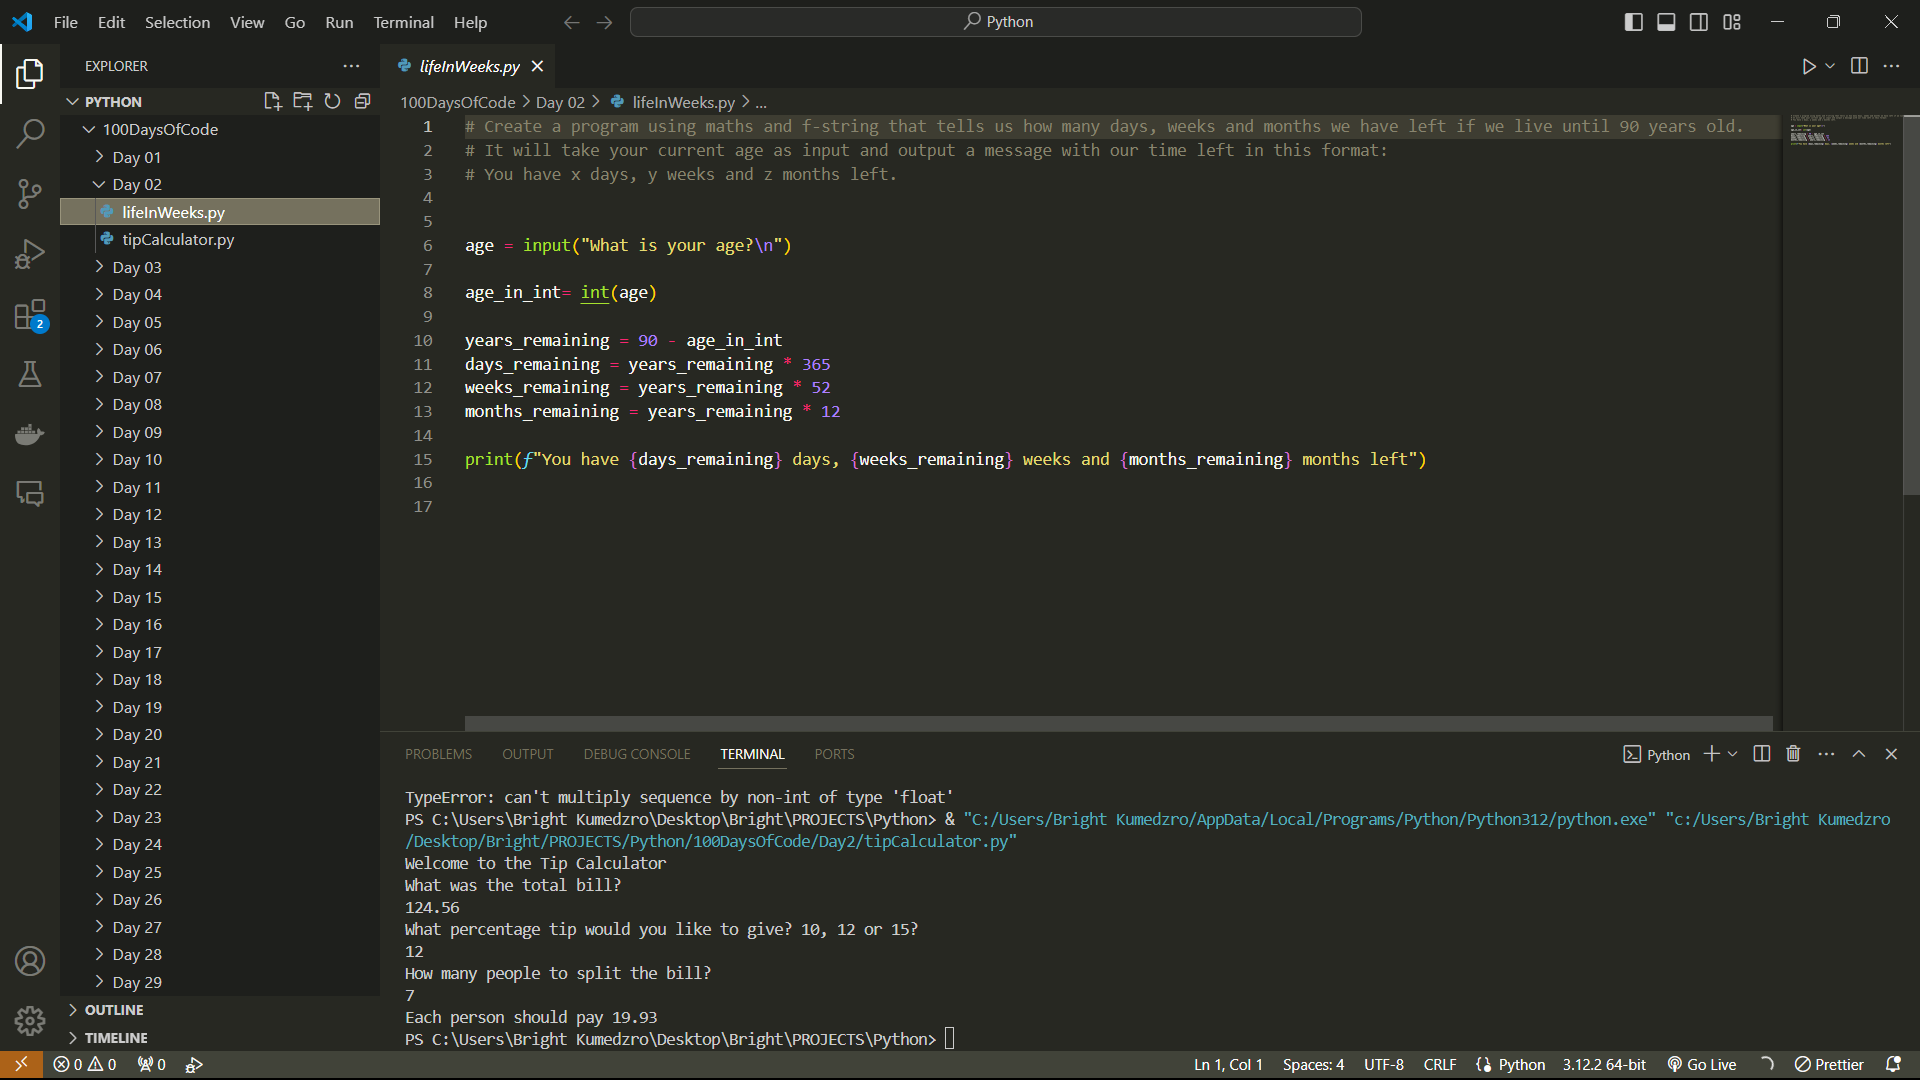 File Edit Selection View Go Run Terminal Help
Python
EXPLORER
PYTHON
100DaysOfCode
Day 01
Day 02
lifeInWeeks.py
tipCalculator.py
Day 03
Day 04
Day 05
Day 06
Day 07
Day 08
Day 09
Day 10
Day 11
Day 12
Day 13
Day 14
Day 15
Day 16
Day 17
Day 18
Day 19
Day 20
Day 21
Day 22
Day 23
Day 24
Day 25
Day 26
Day 27
Day 28
Day 29
OUTLINE
TIMELINE
2
lifeInWeeks.py
100DaysOfCode > Day 02 > lifeInWeeks.py > ...
1 # Create a program using maths and f-string that tells us how many days, weeks and months we have left if we live until 90 years old.
2 # It will take your current age as input and output a message with our time left in this format:
3 # You have x days, y weeks and z months left.
4
5
6 age = input("What is your age?\n")
7
8 age_in_int= int(age)
9
10 years_remaining = 90 - age_in_int
11 days_remaining = years_remaining * 365
12 weeks_remaining = years_remaining * 52
13 months_remaining = years_remaining * 12
14
15 print(f"You have {days_remaining} days, {weeks_remaining} weeks and {months_remaining} months left")
16
17
PROBLEMS OUTPUT DEBUG CONSOLE TERMINAL PORTS
Python
TypeError: can't multiply sequence by non-int of type 'float'
PS C:\Users\Bright Kumedzro\Desktop\Bright\PROJECTS\Python> & "C:/Users/Bright Kumedzro/AppData/Local/Programs/Python/Python312/python.exe" "c:/Users/Bright Kumedzro
/Desktop/Bright/PROJECTS/Python/100DaysOfCode/Day2/tipCalculator.py"
Welcome to the Tip Calculator
What was the total bill?
124.56
What percentage tip would you like to give? 10, 12 or 15?
12
How many people to split the bill?
7
Each person should pay 19.93
PS C:\Users\Bright Kumedzro\Desktop\Bright\PROJECTS\Python>
0 0 0 Ln 1, Col 1 Spaces: 4 UTF-8 CRLF Python 3.12.2 64-bit Go Live Prettier